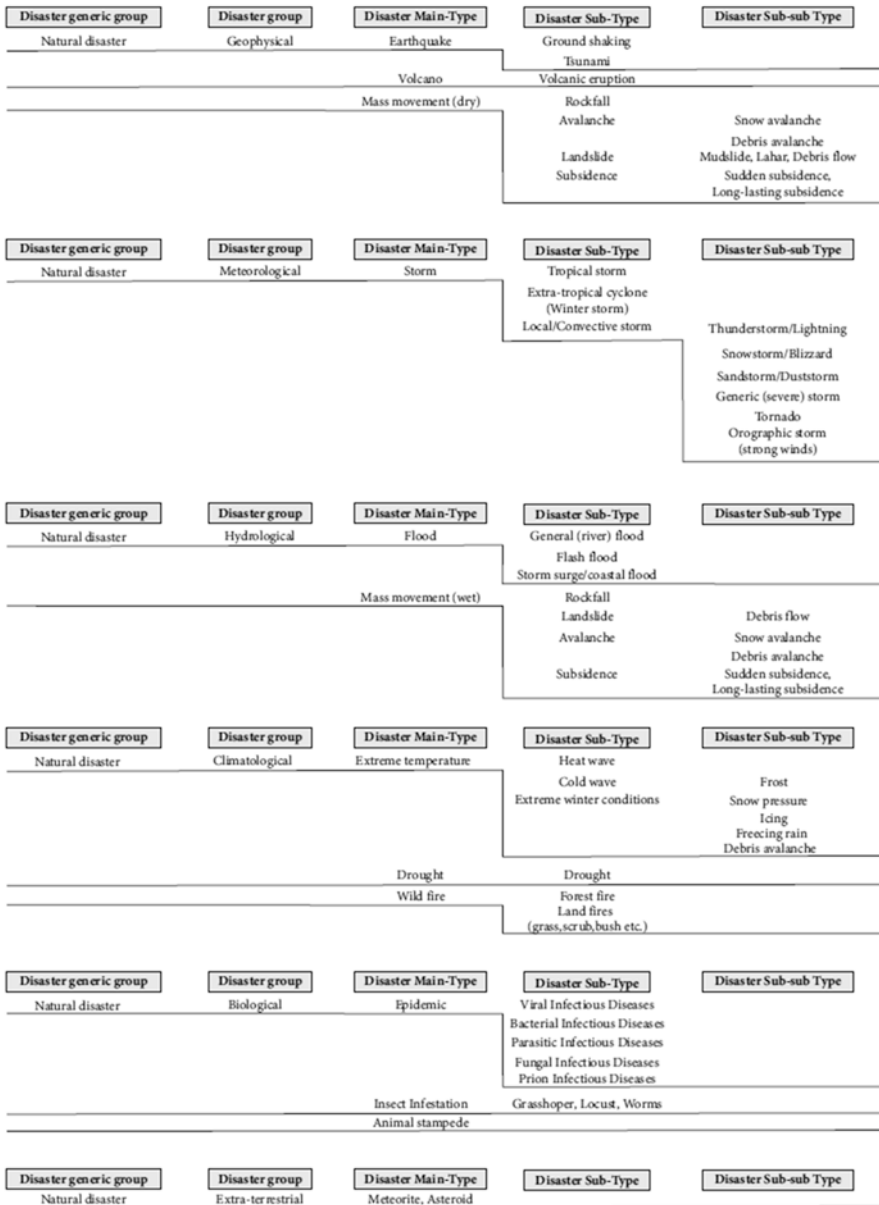 Disaster generic group Disaster group Disaster Main-Type Disaster Sub-Type Disaster Sub-sub Type
Natural disaster Geophysical Earthquake Ground shaking
Tsunami
Volcano Volcanic eruption
Mass movement (dry) Rockfall
Avalanche Snow avalanche
Debris avalanche
Landslide Mudslide, Lahar, Debris flow
Subsidence Sudden subsidence,
Long-lasting subsidence
Disaster generic group Disaster group Disaster Main-Type Disaster Sub-Type Disaster Sub-sub Type
Natural disaster Meteorological Storm Tropical storm
Extra-tropical cyclone
(Winter storm)
Local/Convective storm Thunderstorm/Lightning
Snowstorm/Blizzard
Sandstorm/Duststorm
Generic (severe) storm
Tornado
Orographic storm
(strong winds)
Disaster generic group Disaster group Disaster Main-Type Disaster Sub-Type Disaster Sub-sub Type
Natural disaster Hydrological Flood General (river) flood
Flash flood
Storm surge/coastal flood
Mass movement (wet) Rockfall
Landslide Debris flow
Avalanche Snow avalanche
Debris avalanche
Subsidence Sudden subsidence,
Long-lasting subsidence
Disaster generic group Disaster group Disaster Main-Type Disaster Sub-Type Disaster Sub-sub Type
Natural disaster Climatological Extreme temperature Heat wave
Cold wave Frost
Extreme winter conditions Snow pressure
Icing
Freecing rain
Debris avalanche
Drought Drought
Wild fire Forest fire
Land fires
(grass,scrub,bush etc.)
Disaster generic group Disaster group Disaster Main-Type Disaster Sub-Type Disaster Sub-sub Type
Natural disaster Biological Epidemic Viral Infectious Diseases
Bacterial Infectious Diseases
Parasitic Infectious Diseases
Fungal Infectious Diseases
Prion Infectious Diseases
Insect Infestation Grasshoper, Locust, Worms
Animal stampede
Disaster generic group Disaster group Disaster Main-Type Disaster Sub-Type Disaster Sub-sub Type
Natural disaster Extra-terrestrial Meteorite, Asteroid